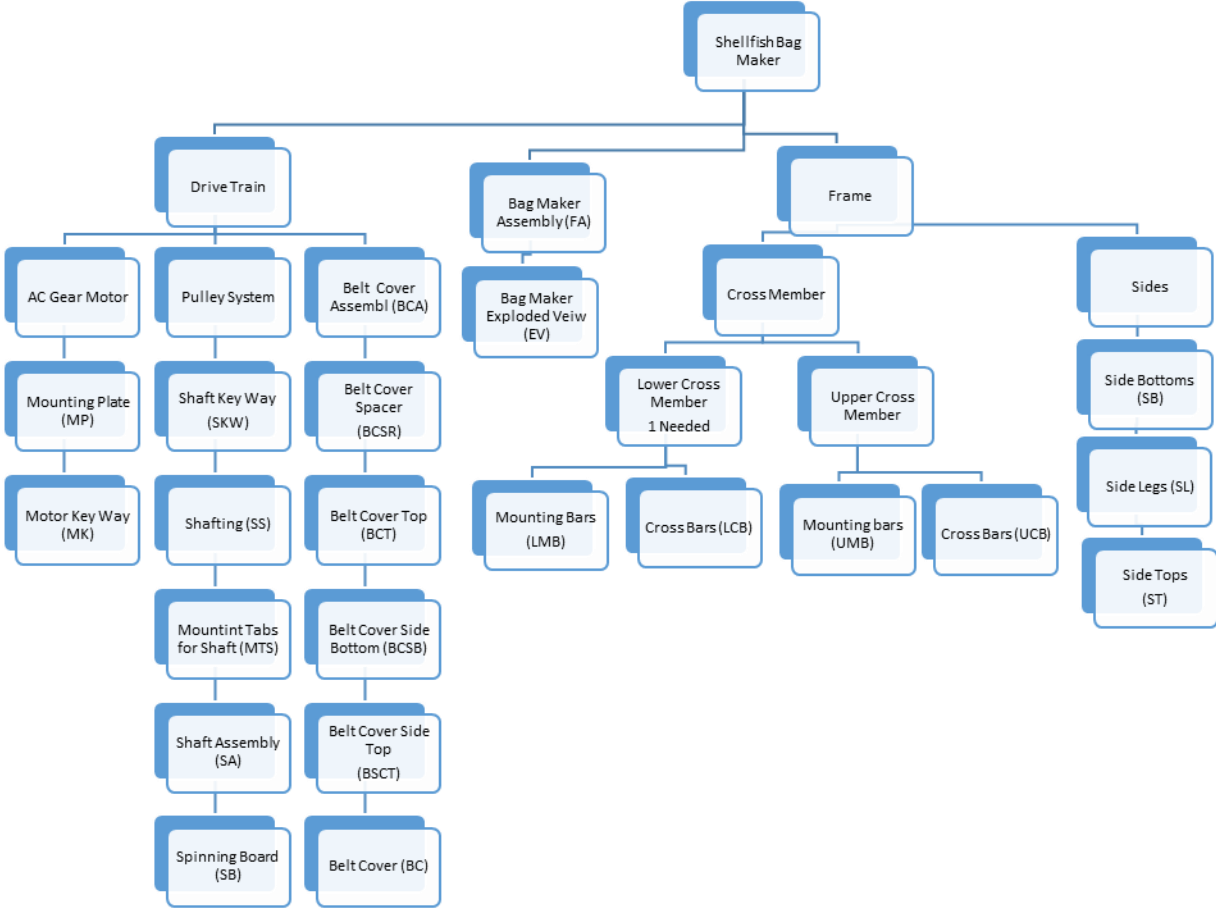 Shellfish Bag
Maker
Drive Train
Bag Maker
Assembly (FA)
Frame
AC Gear Motor
Pulley System
Belt Cover
Assembl (BCA)
Bag Maker
Exploded Veiw
(EV)
Cross Member
Sides
Mounting Plate
(MP)
Shaft Key Way
(SKW)
Belt Cover
Spacer
(BCSR)
Lower Cross
Member
1 Needed
Upper Cross
Member
Side Bottoms
(SB)
Motor Key Way
(MK)
Shafting (SS)
Belt Cover Top
(BCT)
Mounting Bars
(LMB)
Cross Bars (LCB)
Mounting bars
(UMB)
Cross Bars (UCB)
Side Legs (SL)
Side Tops
(ST)
Mountint Tabs
for Shaft (MTS)
Belt Cover Side
Bottom (BCSB)
Shaft Assembly
(SA)
Belt Cover Side
Top
(BSCT)
Spinning Board
(SB)
Belt Cover (BC)